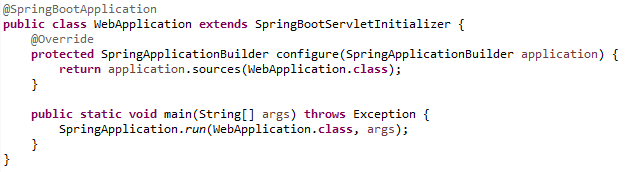 @SpringBootApplication
public class WebApplication extends SpringBootServletInitializer {
    @Override
    protected SpringApplicationBuilder configure(SpringApplicationBuilder application) {
        return application.sources(WebApplication.class);
    }

    public static void main(String[] args) throws Exception {
        SpringApplication.run(WebApplication.class, args);
    }
}